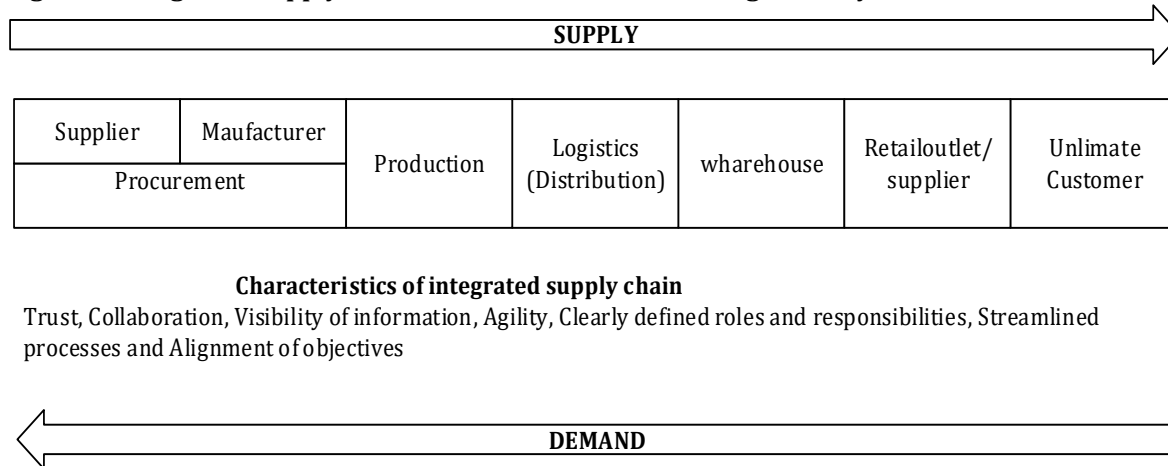 SUPPLY
Supplier
Maufacturer
Procurement
Production
Logistics
(Distribution)
wharehouse
Retailoutlet/
supplier
Unlimate
Customer
Characteristics of integrated supply chain
Trust, Collaboration, Visibility of information, Agility, Clearly defined roles and responsibilities, Streamlined
processes and Alignment of objectives
DEMAND